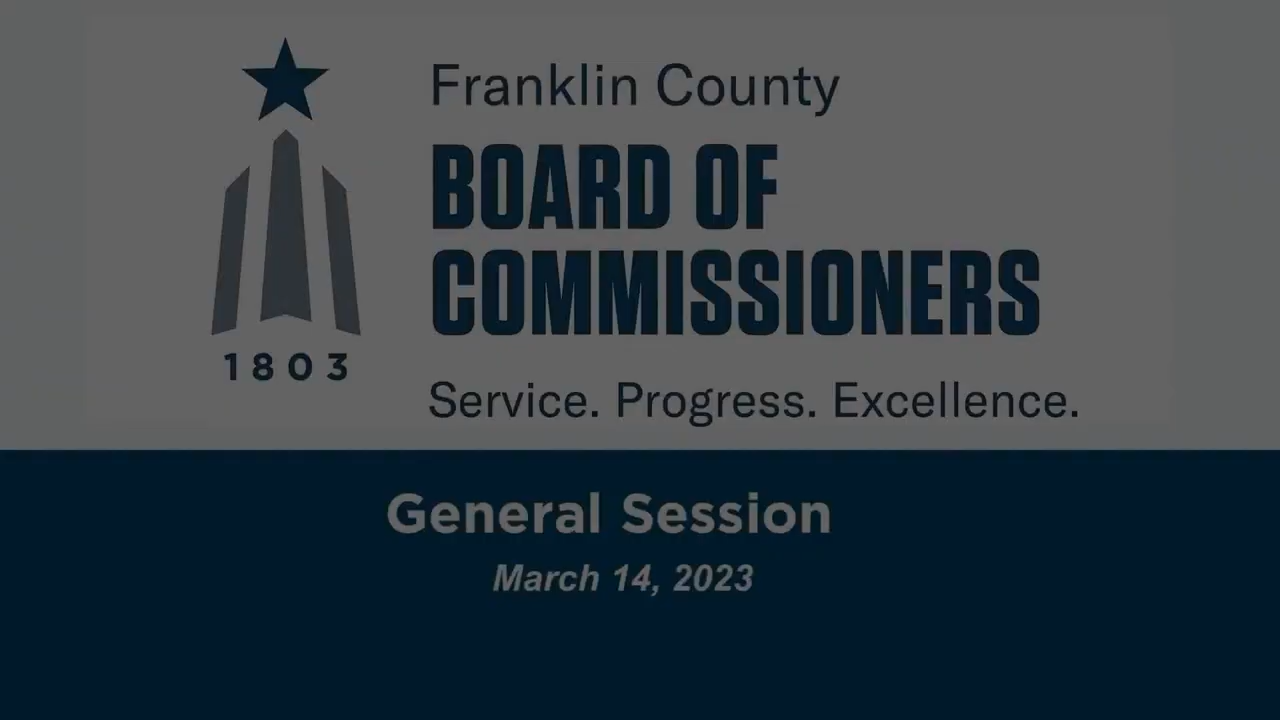 Franklin County
BOARD OF
COMMISSIONERS
1803
Service. Progress. Excellence.
General Session
March 14, 2023